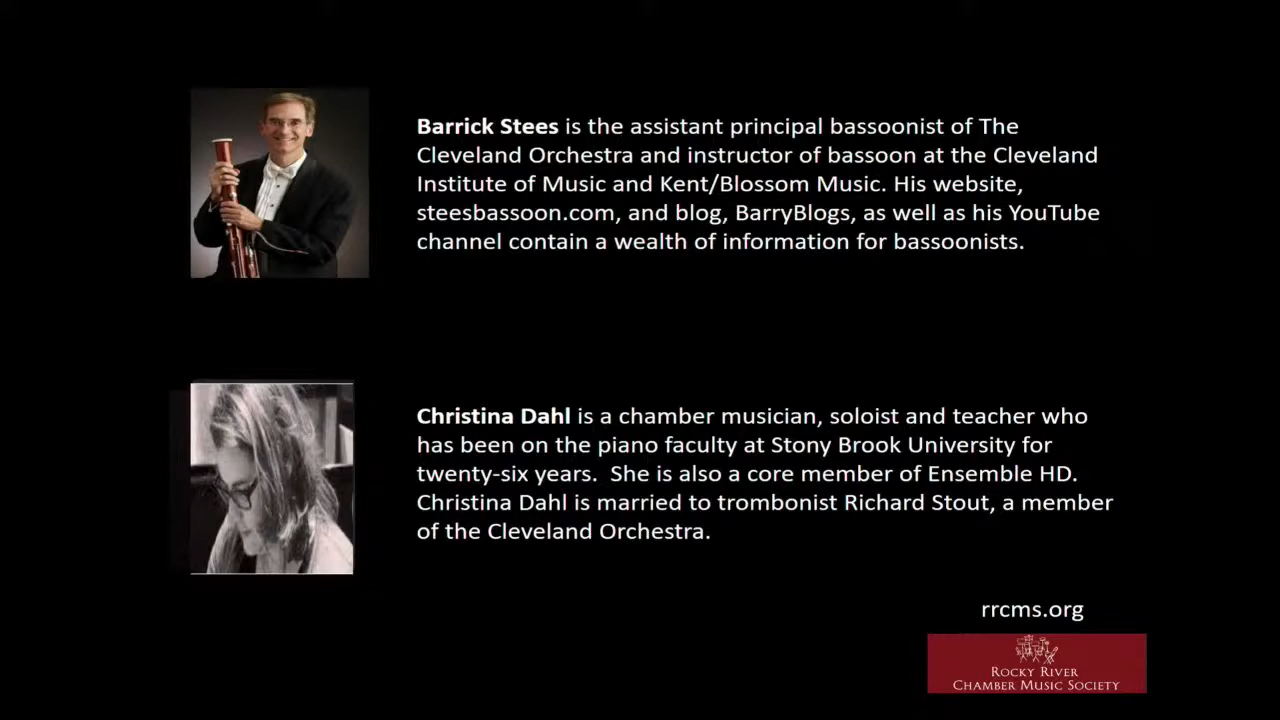 Barrick Stees is the assistant principal bassoonist of The
Cleveland Orchestra and instructor of bassoon at the Cleveland
Institute of Music and Kent/Blossom Music. His website,
steesbassoon.com, and blog, BarryBlogs, as well as his YouTube
channel contain a wealth of information for bassoonists.
Christina Dahl is a chamber musician, soloist and teacher who
has been on the piano faculty at Stony Brook University for
twenty-six years.  She is also a core member of Ensemble HD.
Christina Dahl is married to trombonist Richard Stout, a member
of the Cleveland Orchestra.
rrcms.org
ROCKY RIVER
CHAMBER MUSIC SOCIETY